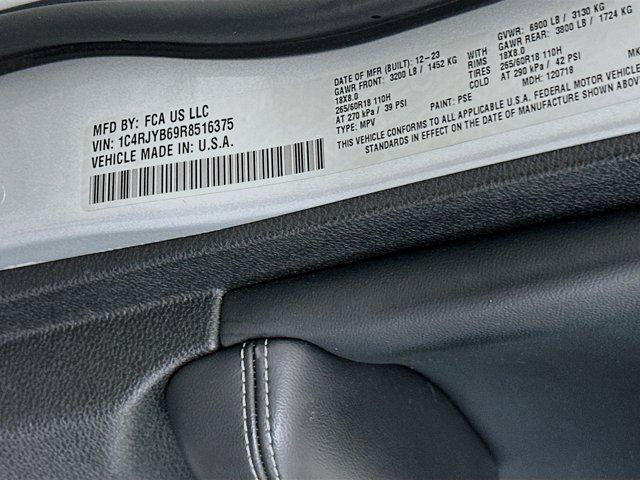 MFD BY: FCA US LLC
VIN: 1C4RJYB69R8516375
VEHICLE MADE IN: U.S.A.
DATE OF MFR (BUILT): 12-23
GAWR FRONT: 3200 LB / 1452 KG
18X8.0
265/60R18 110H
AT 270 kPa / 39 PSI
TYPE: MPV
PAINT: PSE
WITH
RIMS
TIRES
COLD
GVWR: 6900 LB / 3130 KG
GAWR REAR: 3800 LB / 1724 KG
18X8.0
265/60R18 110H
AT 290 kPa / 42 PSI
MDH: 120718
MK
TO ALL APPLICABLE U.S.A. FEDERAL MOTOR VEHICLE
STANDARDS IN EFFECT ON THE DATE OF MANUFACTURE SHOWN ABOVE